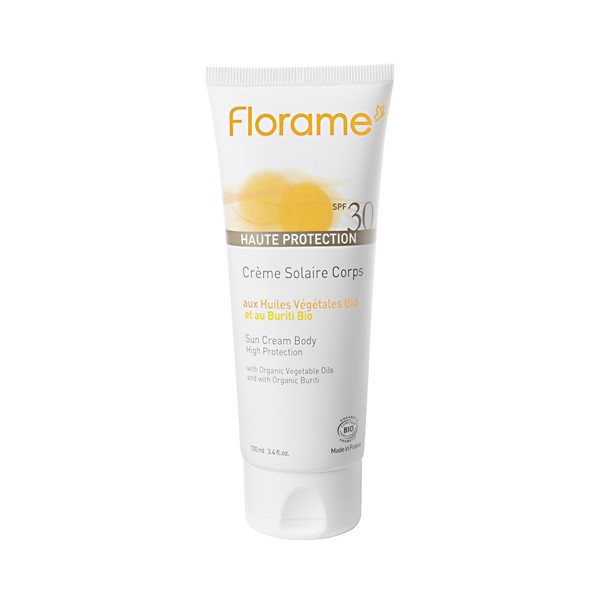 Florame
SPF 30
HAUTE PROTECTION
Crème Solaire Corps
aux Huiles Végétales Bio
et au Buriti Bio
Sun Cream Body
High Protection
with Organic Vegetable Oils
and with Organic Buriti
BIO
100 ml 3.4 fl.oz.
Made in France